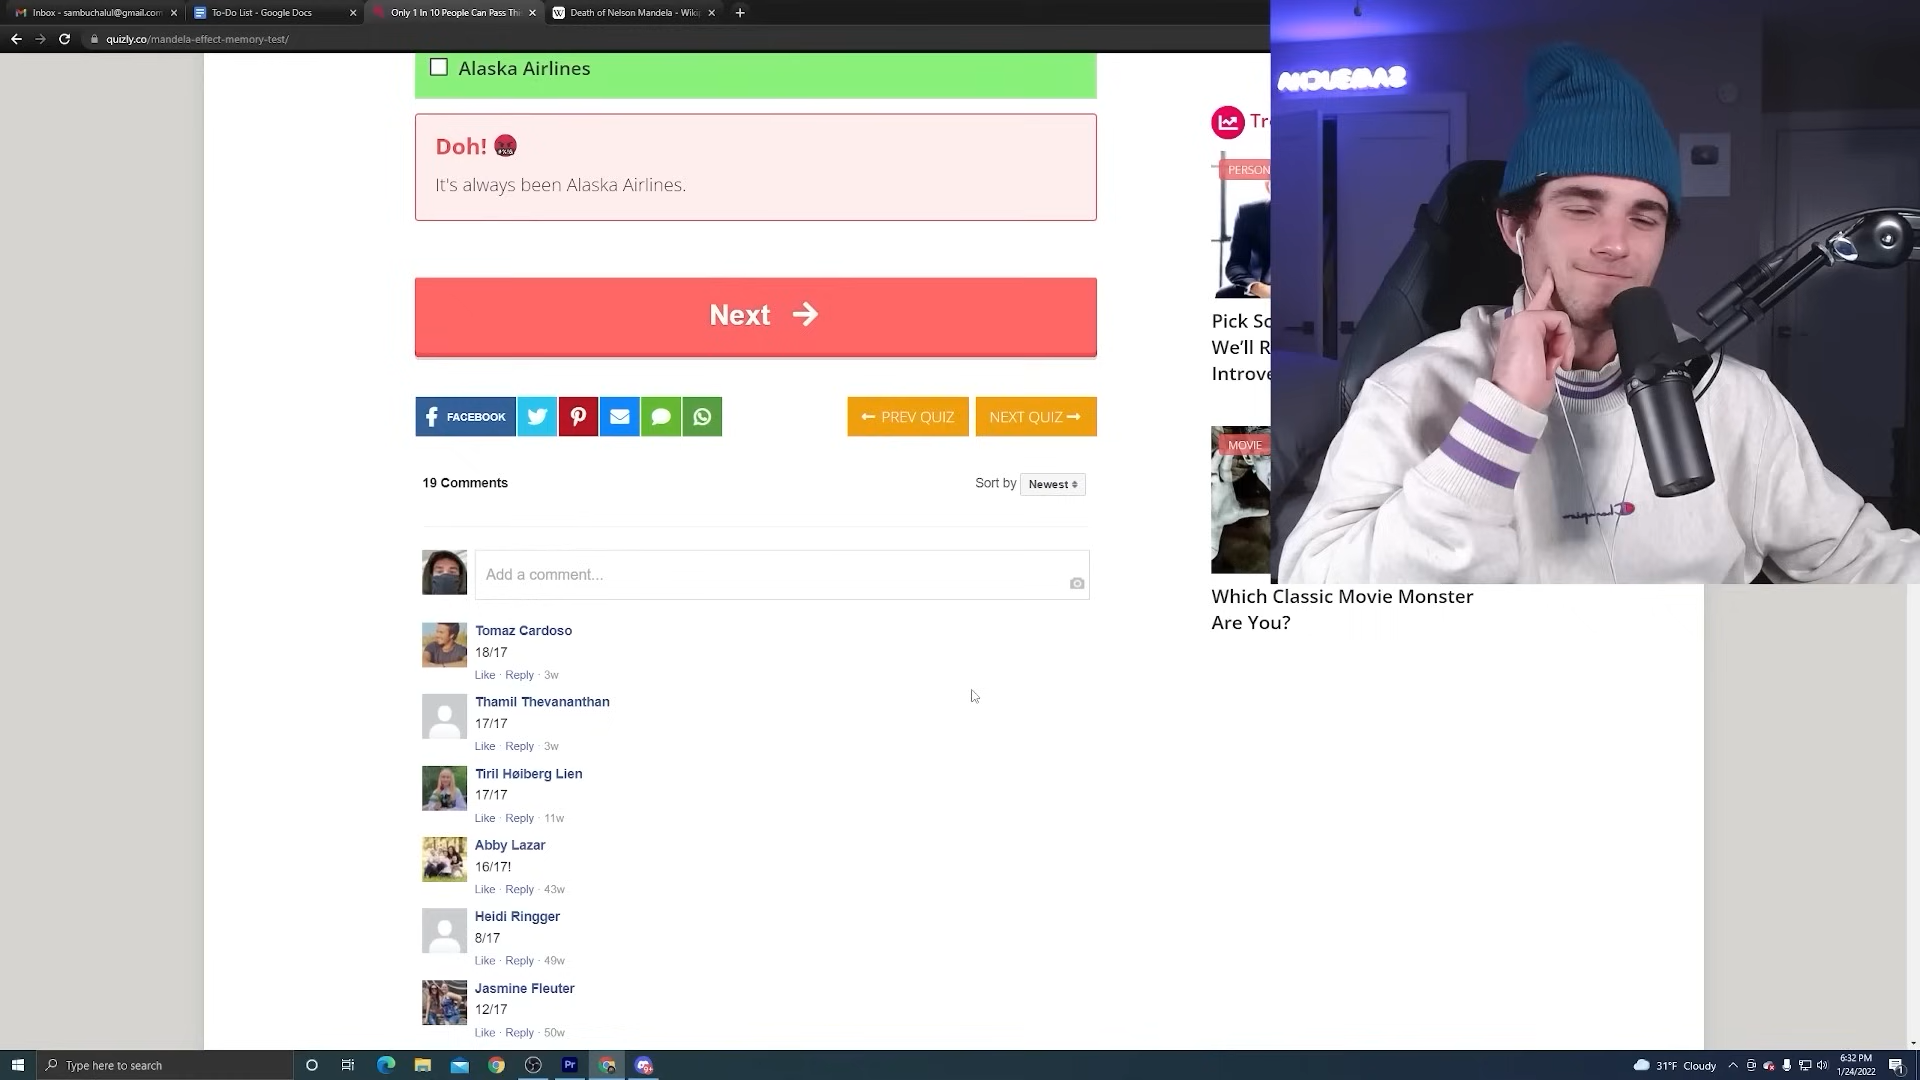 Inbox - sambuchalul@gmail.com
To-Do List - Google Docs
Only 1 In 10 People Can Pass Thi
Death of Nelson Mandela - Wiki
quizly.co/mandela-effect-memory-test/
Alaska Airlines
Doh!
It's always been Alaska Airlines.
Next
FACEBOOK
PREV QUIZ
NEXT QUIZ
19 Comments
Sort by Newest
Add a comment...
Tomaz Cardoso
18/17
Like · Reply · 3w
Thamil Thevananthan
17/17
Like · Reply · 3w
Tiril Høiberg Lien
17/17
Like · Reply · 11w
Abby Lazar
16/17!
Like · Reply · 43w
Heidi Ringger
8/17
Like · Reply · 49w
Jasmine Fleuter
12/17
Like · Reply · 50w
Tr
PERSON
Pick So
We'll R
Introve
MOVIE
Which Classic Movie Monster
Are You?
SAMBUCHA
Champion
Type here to search
Pr
31°F Cloudy
6:32 PM
1/24/2022